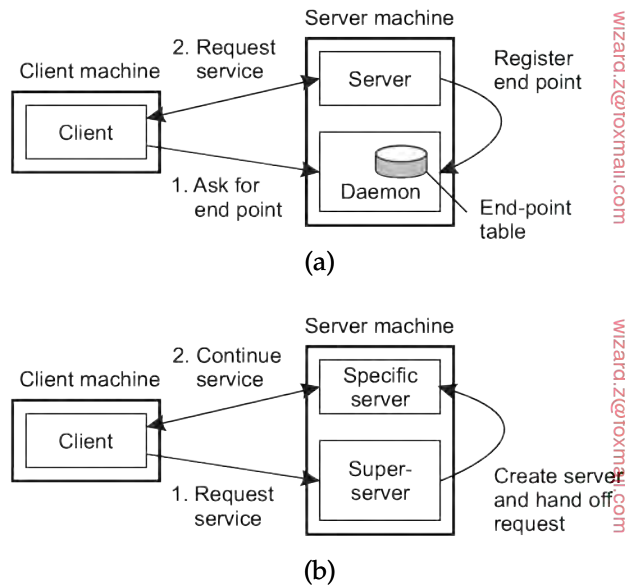 Server machine
2. Request
service
Client machine
Server
Register
end point
Client
1. Ask for
end point
Daemon
End-point
table
(a)
wizard.z@foxmail.com
Server machine
2. Continue
service
Client machine
Specific
server
Client
Super-
server
1. Request
service
Create server
and hand off
request
(b)
wizard.z@foxmail.com